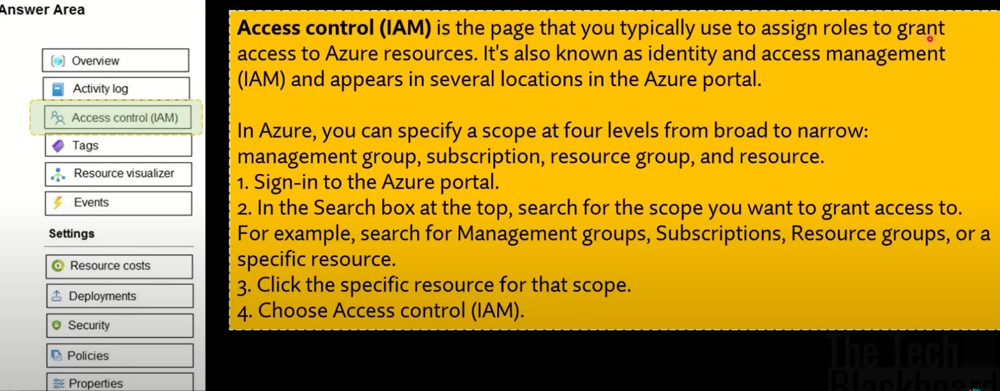 Answer Area
Overview
Activity log
Access control (IAM)
Tags
Resource visualizer
Events
Settings
Resource costs
Deployments
Security
Policies
Properties
Access control (IAM) is the page that you typically use to assign roles to grant
access to Azure resources. It's also known as identity and access management
(IAM) and appears in several locations in the Azure portal.
In Azure, you can specify a scope at four levels from broad to narrow:
management group, subscription, resource group, and resource.
1. Sign-in to the Azure portal.
2. In the Search box at the top, search for the scope you want to grant access to.
For example, search for Management groups, Subscriptions, Resource groups, or a
specific resource.
3. Click the specific resource for that scope.
4. Choose Access control (IAM).
The Tech
Blackboard